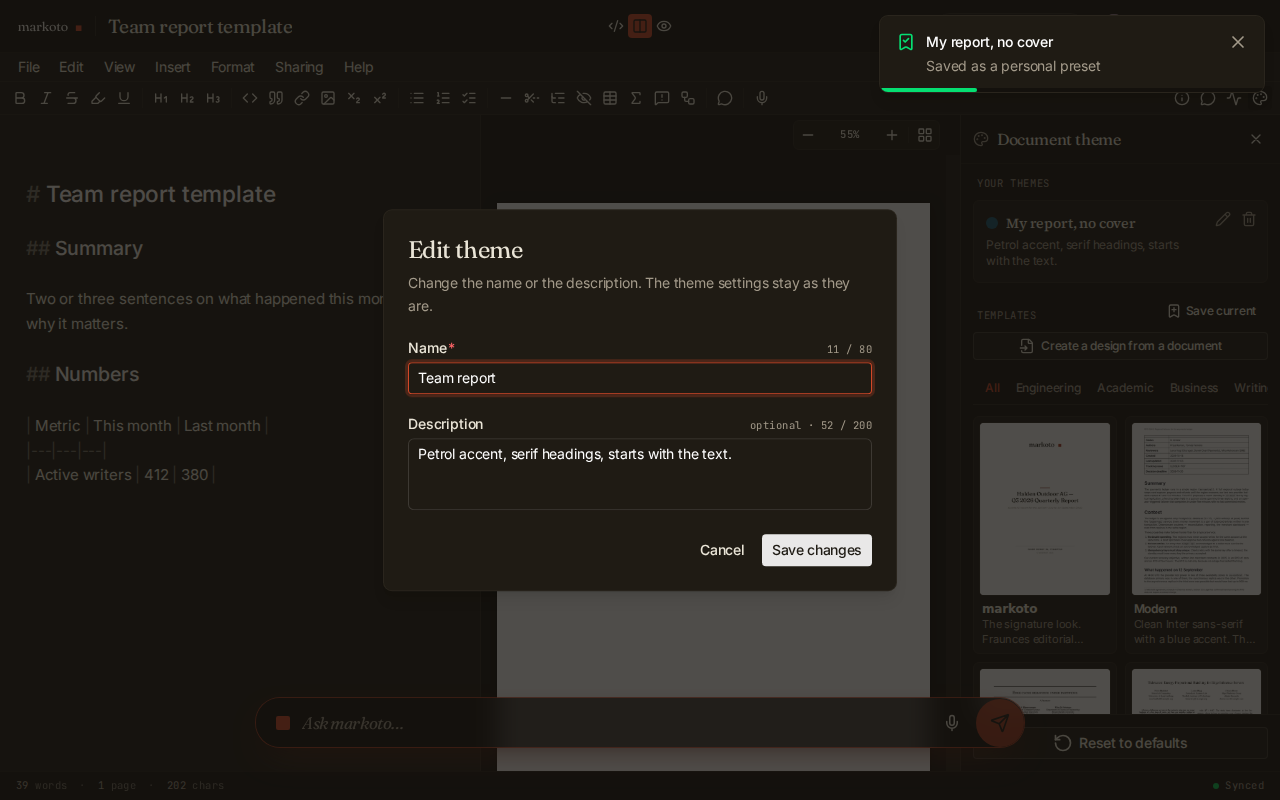 markoto
Team report template
My report, no cover
Saved as a personal preset
File Edit View Insert Format Sharing Help
H1 H2 H3
55%
Document theme
# Team report template
## Summary
Two or three sentences on what happened this mon
why it matters.
## Numbers
| Metric | This month | Last month |
|---|---|---|
| Active writers | 412 | 380 |
Edit theme
Change the name or the description. The theme settings stay as they
are.
Name*
11 / 80
Team report
Description
optional · 52 / 200
Petrol accent, serif headings, starts with the text.
Cancel
Save changes
YOUR THEMES
My report, no cover
Petrol accent, serif headings, starts
with the text.
TEMPLATES
Save current
Create a design from a document
All Engineering Academic Business Writin
markoto
Summary
Context
markoto
The signature look.
Fraunces editorial...
Modern
Clean Inter sans-serif
with a blue accent. Th...
Ask markoto...
Reset to defaults
39 words · 1 page · 202 chars
Synced